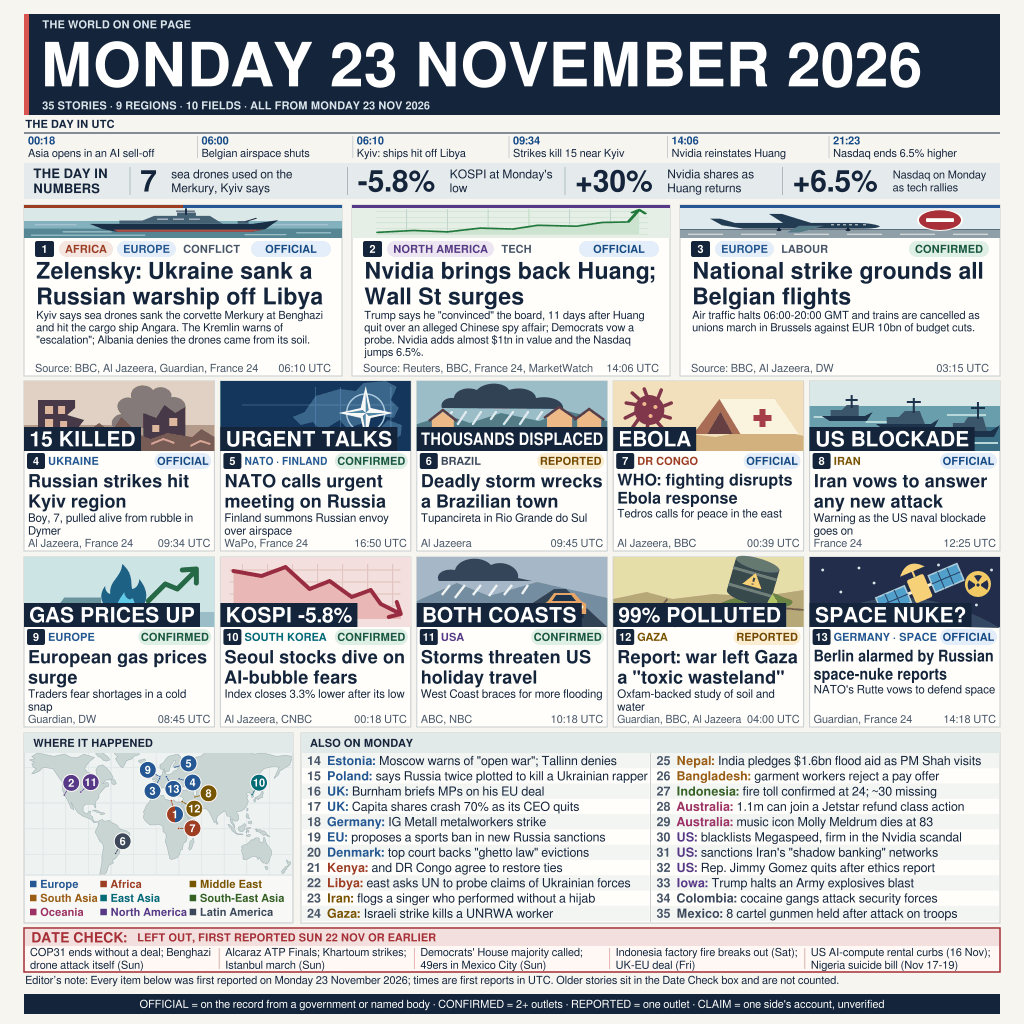 THE WORLD ON ONE PAGE
MONDAY 23 NOVEMBER 2026
35 STORIES · 9 REGIONS · 10 FIELDS · ALL FROM MONDAY 23 NOV 2026
THE DAY IN UTC
00:18
Asia opens in an AI sell-off
06:00
Belgian airspace shuts
06:10
Kyiv: ships hit off Libya
09:34
Strikes kill 15 near Kyiv
14:06
Nvidia reinstates Huang
21:23
Nasdaq ends 6.5% higher
THE DAY IN
NUMBERS
7
sea drones used on the
Merkury, Kyiv says
-5.8%
KOSPI at Monday's
low
+30%
Nvidia shares as
Huang returns
+6.5%
Nasdaq on Monday
as tech rallies
1 AFRICA EUROPE CONFLICT OFFICIAL
Zelensky: Ukraine sank a
Russian warship off Libya
Kyiv says sea drones sank the corvette Merkury at Benghazi
and hit the cargo ship Angara. The Kremlin warns of
"escalation"; Albania denies the drones came from its soil.
Source: BBC, Al Jazeera, Guardian, France 24 06:10 UTC
2 NORTH AMERICA TECH OFFICIAL
Nvidia brings back Huang;
Wall St surges
Trump says he "convinced" the board, 11 days after Huang
quit over an alleged Chinese spy affair; Democrats vow a
probe. Nvidia adds almost $1tn in value and the Nasdaq
jumps 6.5%.
Source: Reuters, BBC, France 24, MarketWatch 14:06 UTC
3 EUROPE LABOUR CONFIRMED
National strike grounds all
Belgian flights
Air traffic halts 06:00-20:00 GMT and trains are cancelled as
unions march in Brussels against EUR 10bn of budget cuts.
Source: BBC, Al Jazeera, DW 03:15 UTC
15 KILLED
4 UKRAINE OFFICIAL
Russian strikes hit
Kyiv region
Boy, 7, pulled alive from rubble in
Dymer
Al Jazeera, France 24 09:34 UTC
URGENT TALKS
5 NATO · FINLAND CONFIRMED
NATO calls urgent
meeting on Russia
Finland summons Russian envoy
over airspace
WaPo, France 24 16:50 UTC
THOUSANDS DISPLACED
6 BRAZIL REPORTED
Deadly storm wrecks
a Brazilian town
Tupancireta in Rio Grande do Sul
Al Jazeera 09:45 UTC
EBOLA
7 DR CONGO OFFICIAL
WHO: fighting disrupts
Ebola response
Tedros calls for peace in the east
Al Jazeera, BBC 00:39 UTC
US BLOCKADE
8 IRAN OFFICIAL
Iran vows to answer
any new attack
Warning as the US naval blockade
goes on
France 24 12:25 UTC
GAS PRICES UP
9 EUROPE CONFIRMED
European gas prices
surge
Traders fear shortages in a cold
snap
Guardian, DW 08:45 UTC
KOSPI -5.8%
10 SOUTH KOREA CONFIRMED
Seoul stocks dive on
AI-bubble fears
Index closes 3.3% lower after its low
Al Jazeera, CNBC 00:18 UTC
BOTH COASTS
11 USA CONFIRMED
Storms threaten US
holiday travel
West Coast braces for more flooding
ABC, NBC 10:18 UTC
99% POLLUTED
12 GAZA REPORTED
Report: war left Gaza
a "toxic wasteland"
Oxfam-backed study of soil and
water
Guardian, BBC, Al Jazeera 04:00 UTC
SPACE NUKE?
13 GERMANY · SPACE OFFICIAL
Berlin alarmed by Russian
space-nuke reports
NATO's Rutte vows to defend space
Guardian, France 24 14:18 UTC
WHERE IT HAPPENED
5
9
2 11
13 3 4
10
8
12
1
7
6
Europe Africa Middle East
South Asia East Asia South-East Asia
Oceania North America Latin America
ALSO ON MONDAY
14 Estonia: Moscow warns of "open war"; Tallinn denies
15 Poland: says Russia twice plotted to kill a Ukrainian rapper
16 UK: Burnham briefs MPs on his EU deal
17 UK: Capita shares crash 70% as its CEO quits
18 Germany: IG Metall metalworkers strike
19 EU: proposes a sports ban in new Russia sanctions
20 Denmark: top court backs "ghetto law" evictions
21 Kenya: and DR Congo agree to restore ties
22 Libya: east asks UN to probe claims of Ukrainian forces
23 Iran: flogs a singer who performed without a hijab
24 Gaza: Israeli strike kills a UNRWA worker
25 Nepal: India pledges $1.6bn flood aid as PM Shah visits
26 Bangladesh: garment workers reject a pay offer
27 Indonesia: fire toll confirmed at 24; ~30 missing
28 Australia: 1.1m can join a Jetstar refund class action
29 Australia: music icon Molly Meldrum dies at 83
30 US: blacklists Megaspeed, firm in the Nvidia scandal
31 US: sanctions Iran's "shadow banking" networks
32 US: Rep. Jimmy Gomez quits after ethics report
33 Iowa: Trump halts an Army explosives blast
34 Colombia: cocaine gangs attack security forces
35 Mexico: 8 cartel gunmen held after attack on troops
DATE CHECK: LEFT OUT, FIRST REPORTED SUN 22 NOV OR EARLIER
COP31 ends without a deal; Benghazi
drone attack itself (Sun)
Alcaraz ATP Finals; Khartoum strikes;
Istanbul march (Sun)
Democrats' House majority called;
49ers in Mexico City (Sun)
Indonesia factory fire breaks out (Sat);
UK-EU deal (Fri)
US AI-compute rental curbs (16 Nov);
Nigeria suicide bill (Nov 17-19)
Editor's note: Every item below was first reported on Monday 23 November 2026; times are first reports in UTC. Older stories sit in the Date Check box and are not counted.
OFFICIAL = on the record from a government or named body · CONFIRMED = 2+ outlets · REPORTED = one outlet · CLAIM = one side's account, unverified